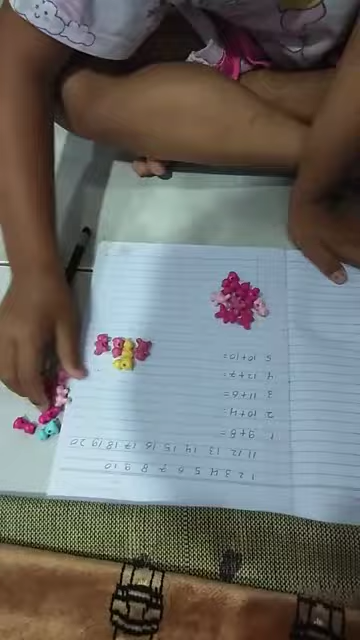 1 2 3 4 5 6 7 8 9 10
11 12 13 14 15 16 17 18 19 20
1. 9+8=
2. 10+4=
3. 11+6=
4. 12+7=
5. 10+10=